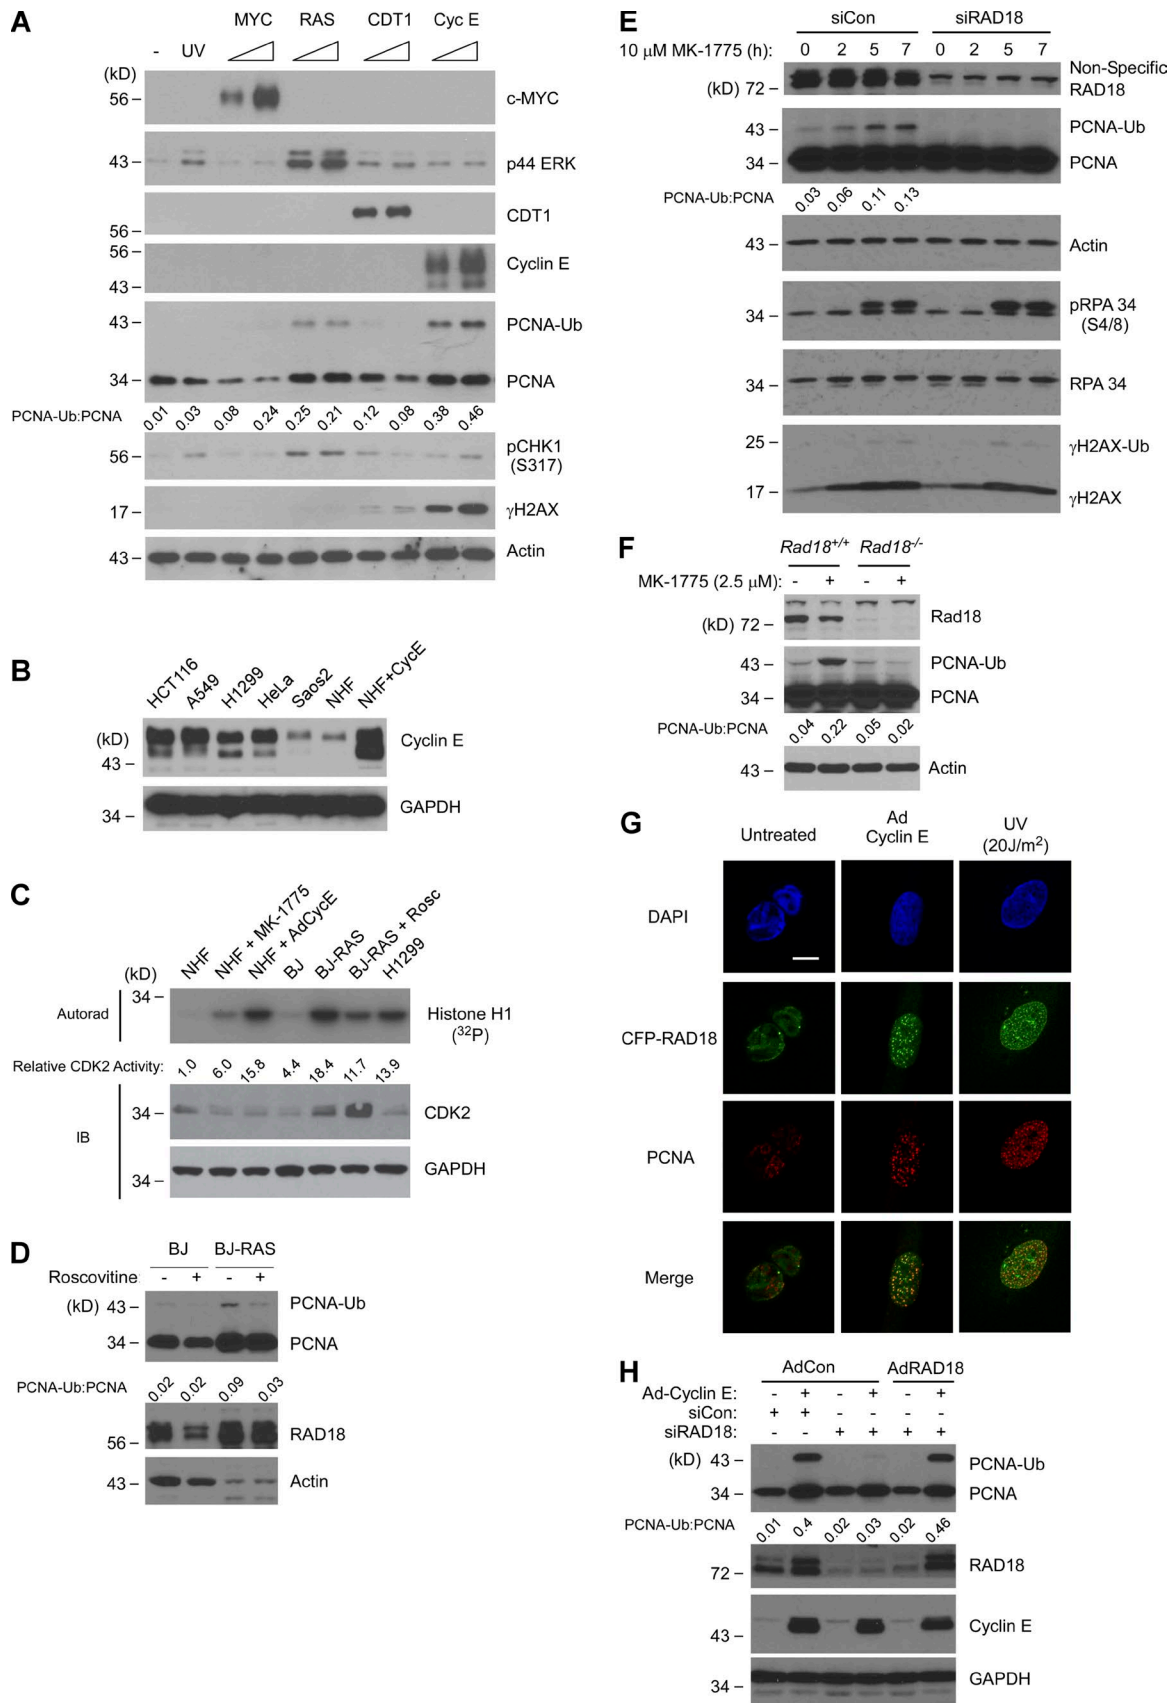 A
MYC RAS CDT1 Cyc E
- UV
(kD)
56 – c-MYC
43 – p44 ERK
CDT1
56 –
56 – Cyclin E
43 –
43 – PCNA-Ub
34 – PCNA
PCNA-Ub:PCNA 0.01 0.03 0.08 0.24 0.25 0.21 0.12 0.08 0.38 0.46
56 – pCHK1
(S317)
17 – γH2AX
43 – Actin
B
HCT116 A549 H1299 HeLa Saos2 NHF NHF+CycE
(kD) Cyclin E
43 –
34 – GAPDH
C
NHF NHF + MK-1775 NHF + AdCycE BJ BJ-RAS BJ-RAS + Rosc H1299
(kD)
34 –
Autorad Histone H1
(32P)
Relative CDK2 Activity: 1.0 6.0 15.8 4.4 18.4 11.7 13.9
34 – CDK2
IB
GAPDH
34 –
D
BJ BJ-RAS
Roscovitine - + - +
(kD) 43 – PCNA-Ub
34 – PCNA
PCNA-Ub:PCNA 0.02 0.02 0.09 0.03
RAD18
56 –
43 – Actin
E
siCon siRAD18
10 μM MK-1775 (h): 0 2 5 7 0 2 5 7
Non-Specific
(kD) 72 – RAD18
43 – PCNA-Ub
34 – PCNA
PCNA-Ub:PCNA 0.03 0.06 0.11 0.13
43 – Actin
34 – pRPA 34
(S4/8)
34 – RPA 34
25 – γH2AX-Ub
17 – γH2AX
F
Rad18+/+ Rad18-/-
MK-1775 (2.5 μM): - + - +
(kD) 72 – Rad18
43 – PCNA-Ub
34 – PCNA
PCNA-Ub:PCNA 0.04 0.22 0.05 0.02
43 – Actin
G
Untreated Ad
Cyclin E UV
(20J/m2)
DAPI
CFP-RAD18
PCNA
Merge
H
AdCon AdRAD18
Ad-Cyclin E: - + - + - +
siCon: + + - - - -
siRAD18: - - + + + +
(kD) 43 – PCNA-Ub
34 – PCNA
PCNA-Ub:PCNA 0.01 0.4 0.02 0.03 0.02 0.46
72 – RAD18
43 – Cyclin E
34 – GAPDH